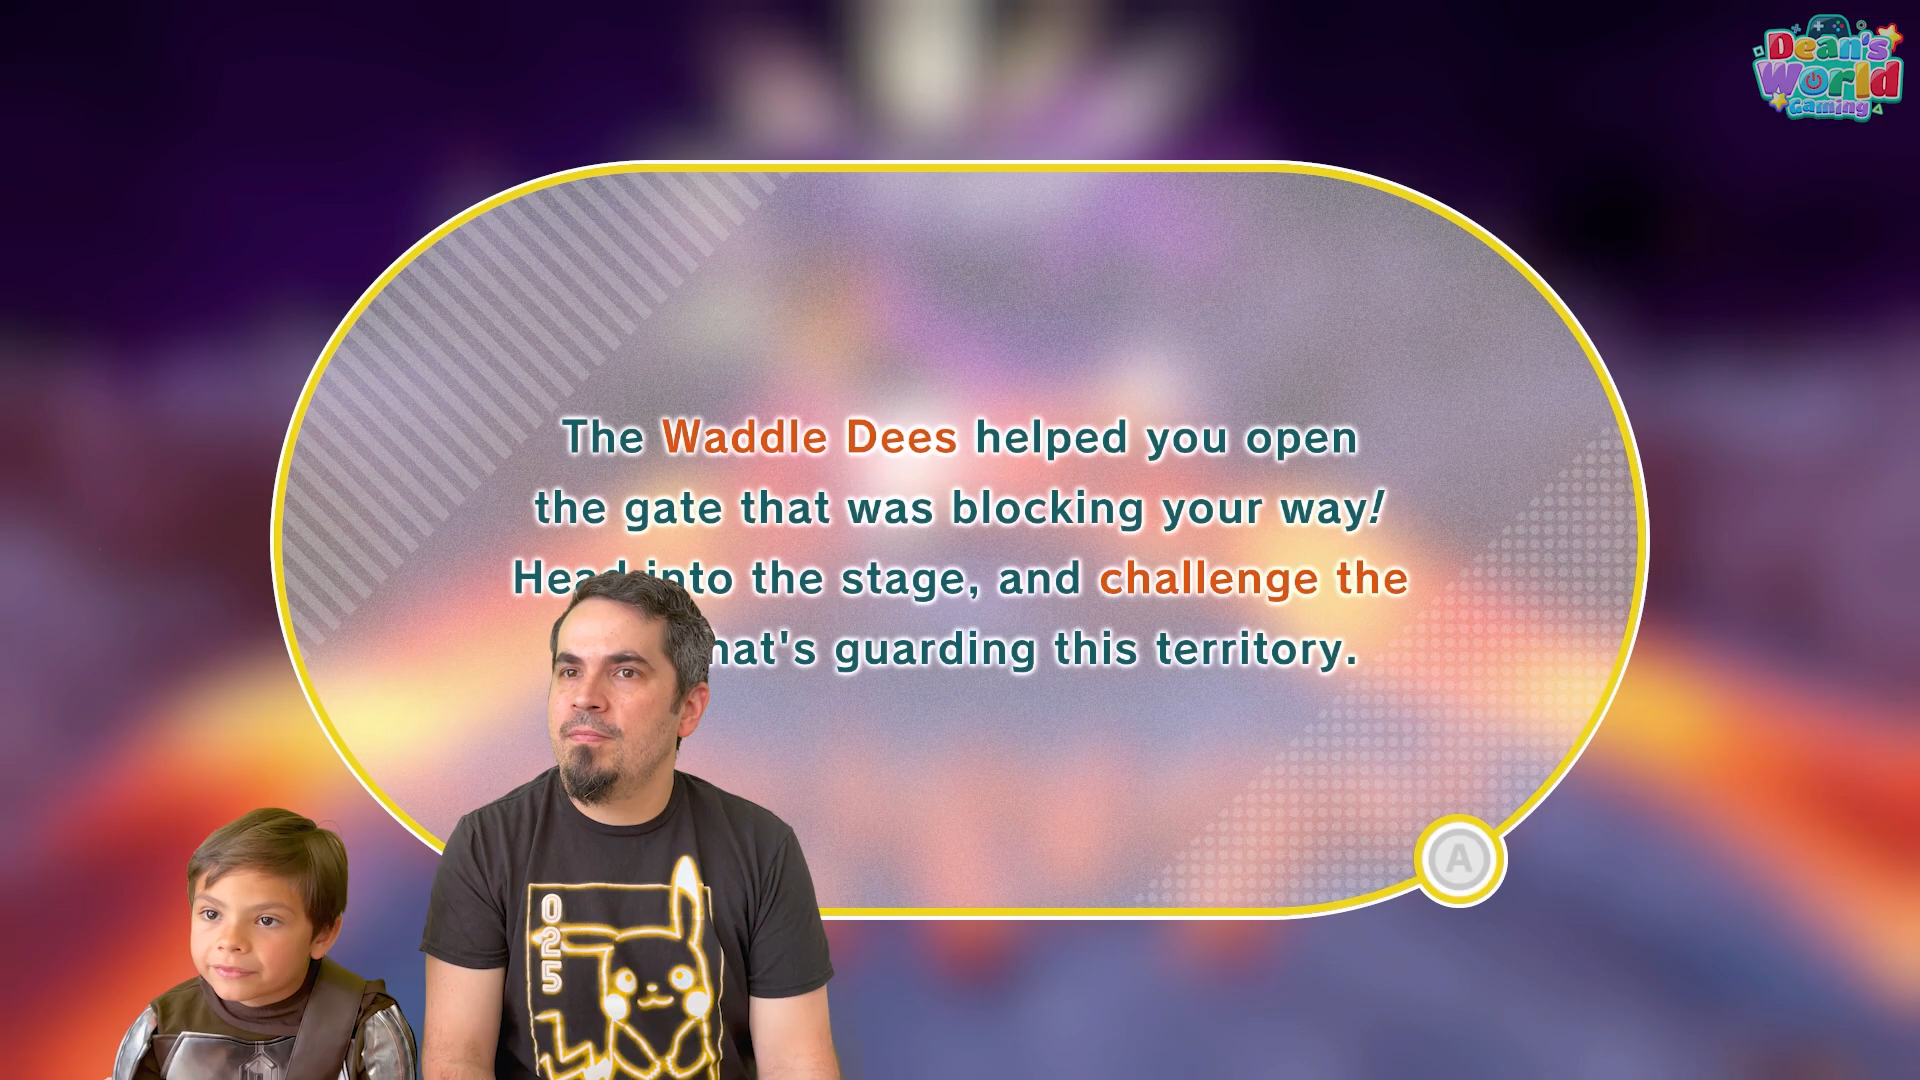 Dean's
World
Gaming
The Waddle Dees helped you open
the gate that was blocking your way!
Head into the stage, and challenge the
that's guarding this territory.
A
025